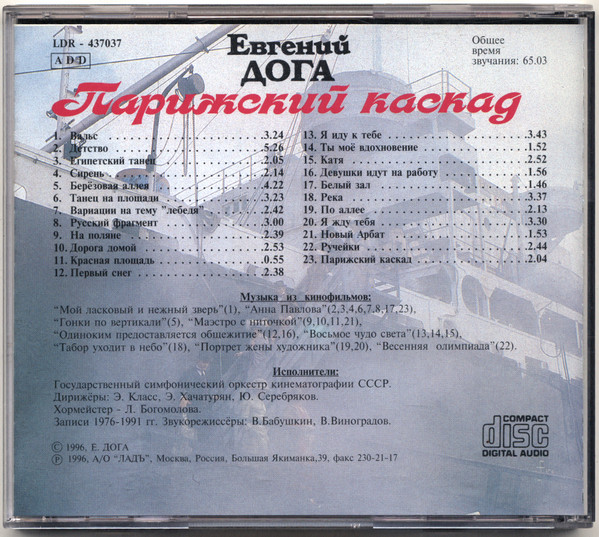 LDR - 437037
ADD
Евгений
ДОГА
Общее
время
звучания: 65.03
Парижский каскад
1. Вальс 3.24
2. Детство 5.26
3. Египетский танец 2.05
4. Сирень 2.14
5. Берёзовая аллея 4.22
6. Танец на площади 3.23
7. Вариации на тему "лебедя" 2.42
8. Русский фрагмент 3.00
9. На поляне 2.39
10. Дорога домой 2.53
11. Красная площадь 0.55
12. Первый снег 2.38
13. Я иду к тебе 3.43
14. Ты моё вдохновение 1.52
15. Катя 2.52
16. Девушки идут на работу 1.56
17. Белый зал 1.46
18. Река 3.37
19. По аллее 2.13
20. Я жду тебя 3.30
21. Новый Арбат 1.53
22. Ручейки 2.44
23. Парижский каскад 2.04
Музыка из кинофильмов:
"Мой ласковый и нежный зверь"(1), "Анна Павлова"(2,3,4,6,7,8,17,23),
"Гонки по вертикали"(5), "Маэстро с ниточкой"(9,10,11,21),
"Одиноким предоставляется общежитие"(12,16), "Восьмое чудо света"(13,14,15),
"Табор уходит в небо"(18), "Портрет жены художника"(19,20), "Весенняя олимпиада"(22).
Исполнители:
Государственный симфонический оркестр кинематографии СССР.
Дирижёры: Э. Класс, Э. Хачатурян, Ю. Серебряков.
Хормейстер - Л. Богомолова.
Записи 1976-1991 гг. Звукорежиссёры: В.Бабушкин, В.Виноградов.
© 1996, Е. ДОГА
℗ 1996, А/О "ЛАДЪ", Москва, Россия, Большая Якиманка,39, факс 230-21-17
COMPACT
disc
DIGITAL AUDIO